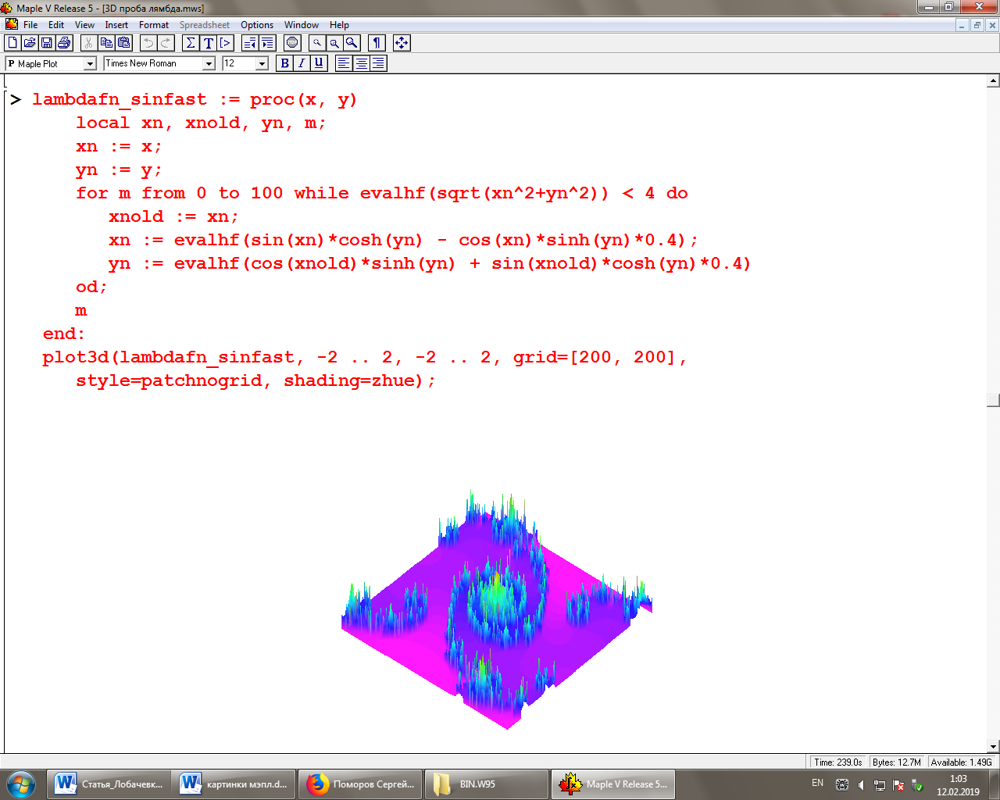 Maple V Release 5 - [3D проба лямбда.mws]
File Edit View Insert Format Spreadsheet Options Window Help
P Maple Plot Times New Roman 12 B I U
> lambdafn_sinfast := proc(x, y)
local xn, xnold, yn, m;
xn := x;
yn := y;
for m from 0 to 100 while evalhf(sqrt(xn^2+yn^2)) < 4 do
xnold := xn;
xn := evalhf(sin(xn)*cosh(yn) - cos(xn)*sinh(yn)*0.4);
yn := evalhf(cos(xnold)*sinh(yn) + sin(xnold)*cosh(yn)*0.4)
od;
m
end:
plot3d(lambdafn_sinfast, -2 .. 2, -2 .. 2, grid=[200, 200],
style=patchnogrid, shading=zhue);
Time: 239.0s Bytes: 12.7M Available: 1.49G
Статья_Лобачевк... картинки мэпл.d... Поморов Сергей... BIN.W95 Maple V Release 5... EN 1:03
12.02.2019